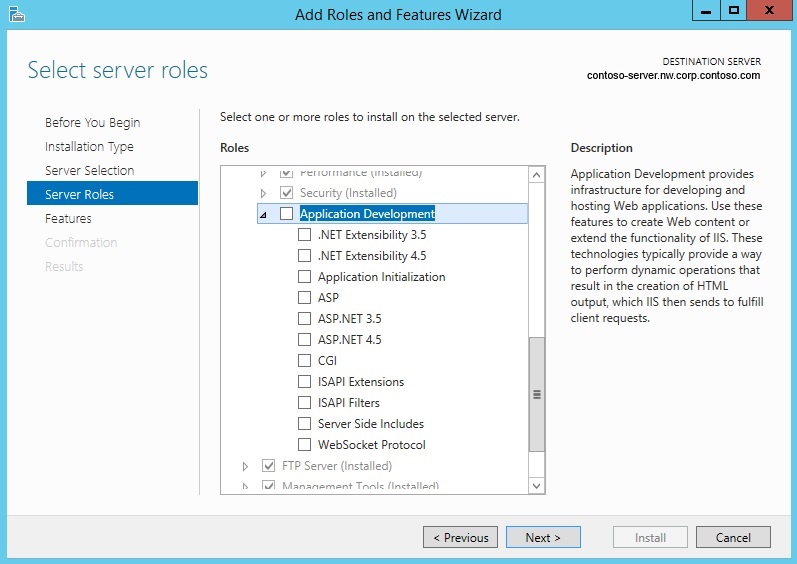 Add Roles and Features Wizard
Select server roles
DESTINATION SERVER
contoso-server.nw.corp.contoso.com
Before You Begin
Installation Type
Server Selection
Server Roles
Features
Confirmation
Results
Select one or more roles to install on the selected server.
Roles
Performance (Installed)
Security (Installed)
Application Development
.NET Extensibility 3.5
.NET Extensibility 4.5
Application Initialization
ASP
ASP.NET 3.5
ASP.NET 4.5
CGI
ISAPI Extensions
ISAPI Filters
Server Side Includes
WebSocket Protocol
FTP Server (Installed)
Management Tools (Installed)
Description
Application Development provides
infrastructure for developing and
hosting Web applications. Use these
features to create Web content or
extend the functionality of IIS. These
technologies typically provide a way
to perform dynamic operations that
result in the creation of HTML
output, which IIS then sends to fulfill
client requests.
< Previous
Next >
Install
Cancel